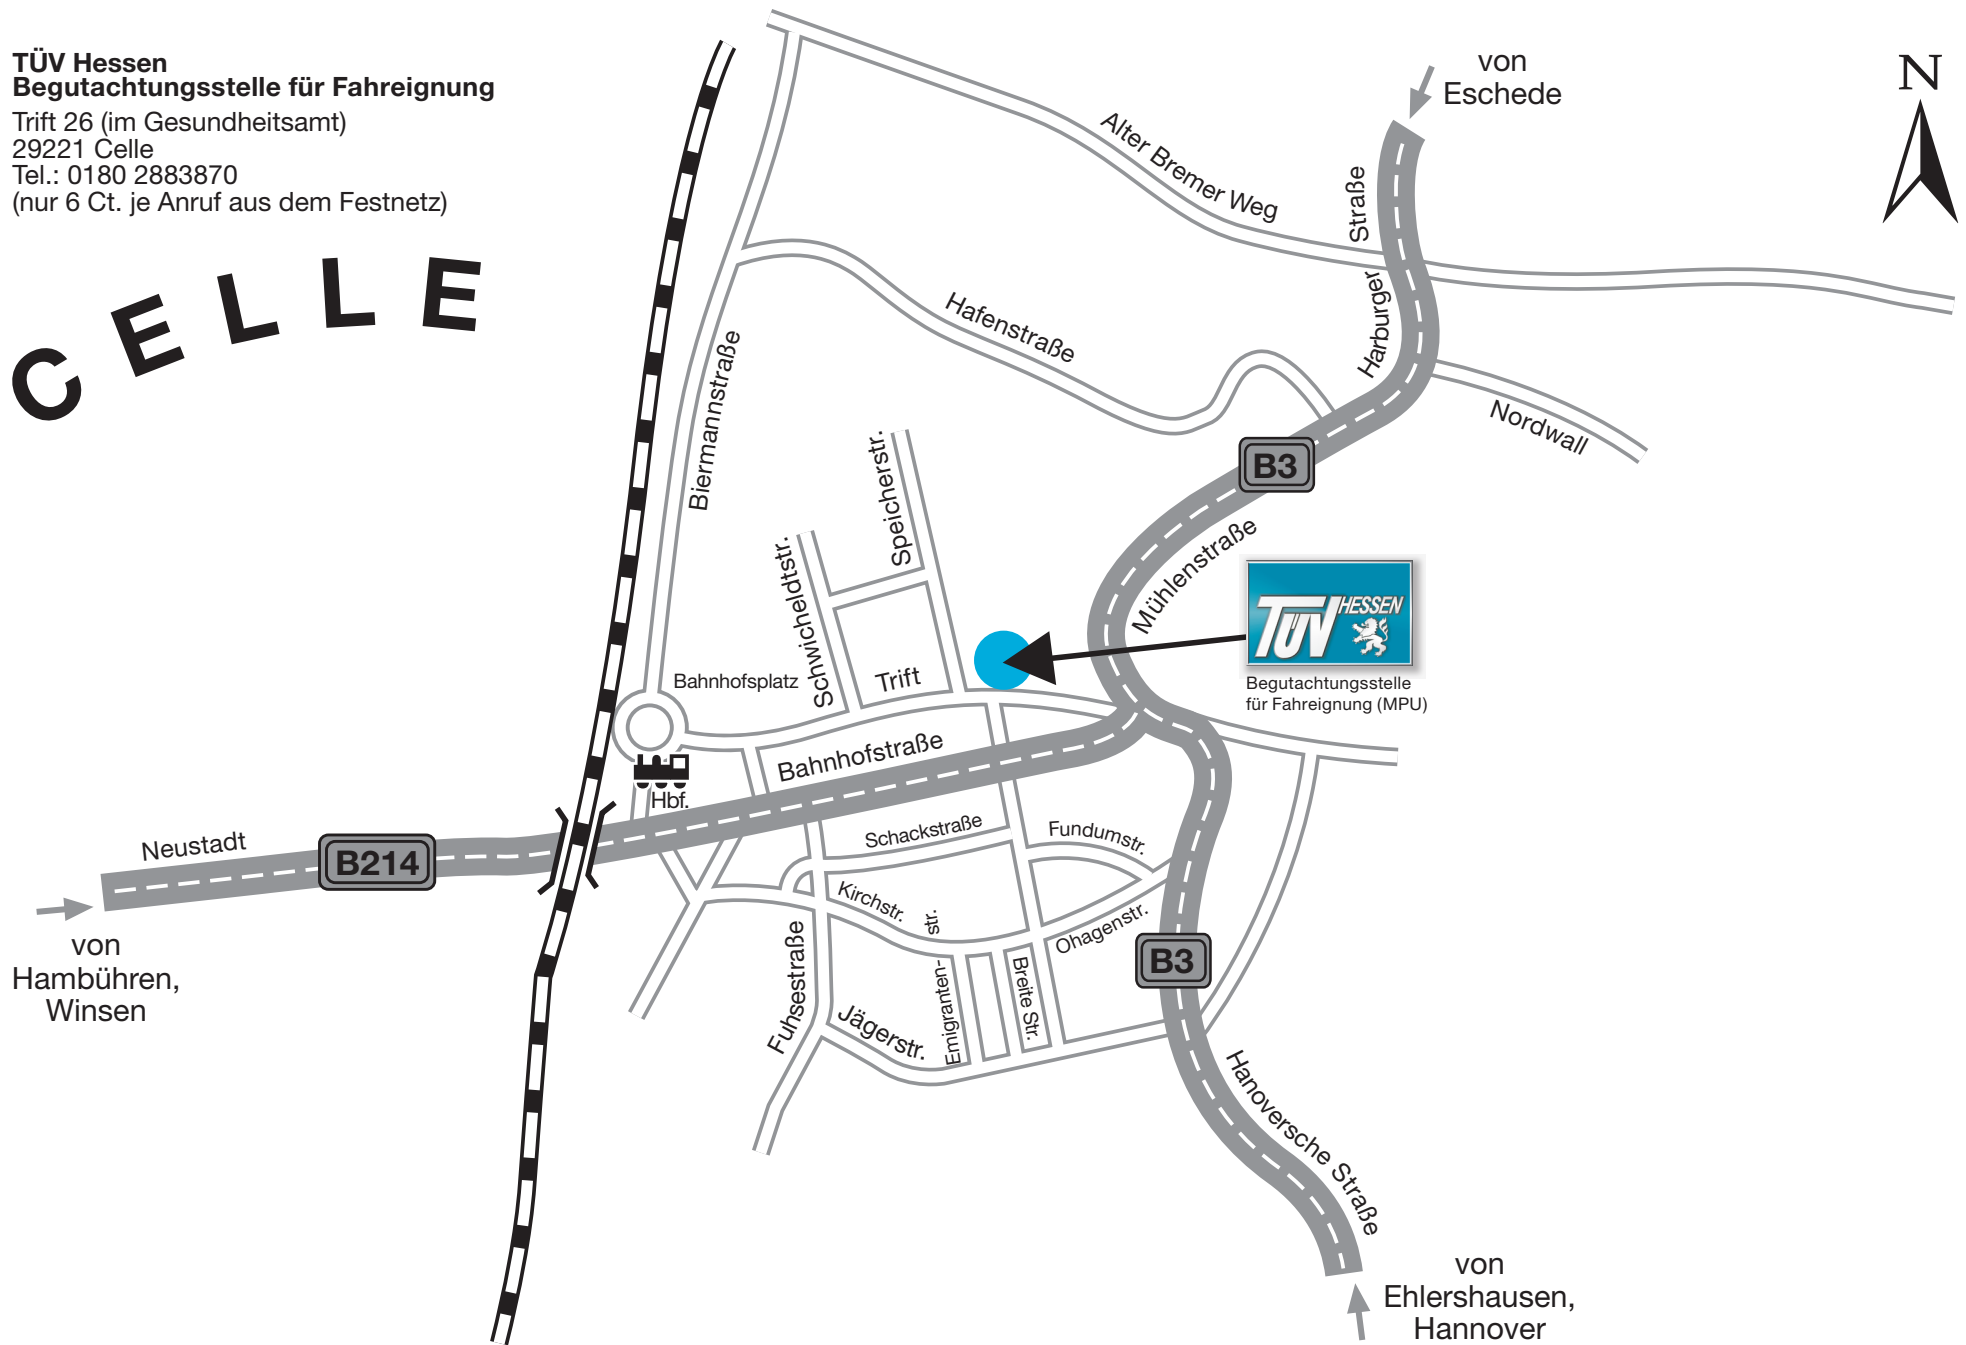 TÜV Hessen
Begutachtungsstelle für Fahreignung
Trift 26 (im Gesundheitsamt)
29221 Celle
Tel.: 0180 2883870
(nur 6 Ct. je Anruf aus dem Festnetz)
CELLE
von
Eschede
N
Alter Bremer Weg
Straße
Harburger
Hafenstraße
Biermannstraße
Nordwall
Speicherstr.
B3
Schwicheldtstr.
Mühlenstraße
TÜV HESSEN
Begutachtungsstelle
für Fahreignung (MPU)
Bahnhofsplatz
Trift
Bahnhofstraße
Hbf.
Neustadt
B214
Schackstraße
Fundumstr.
Kirchstr.
Ohagenstr.
von
Hambühren,
Winsen
Fuhsestraße
Jägerstr.
Emigranten-
str.
Breite Str.
B3
Hanoversche Straße
von
Ehlershausen,
Hannover